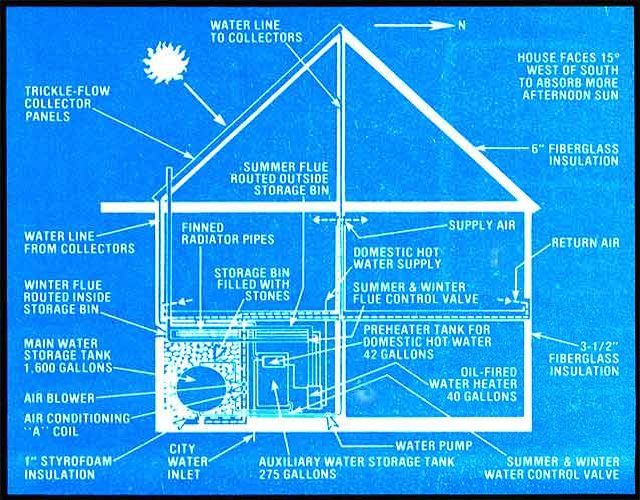 WATER LINE
TO COLLECTORS
N
HOUSE FACES 15°
WEST OF SOUTH
TO ABSORB MORE
AFTERNOON SUN
TRICKLE-FLOW
COLLECTOR
PANELS
6" FIBERGLASS
INSULATION
SUMMER FLUE
ROUTED OUTSIDE
STORAGE BIN
WATER LINE
FROM COLLECTORS
FINNED
RADIATOR PIPES
SUPPLY AIR
RETURN AIR
DOMESTIC HOT
WATER SUPPLY
STORAGE BIN
FILLED WITH
STONES
WINTER FLUE
ROUTED INSIDE
STORAGE BIN
SUMMER & WINTER
FLUE CONTROL VALVE
PREHEATER TANK FOR
DOMESTIC HOT WATER
42 GALLONS
MAIN WATER
STORAGE TANK
1,600 GALLONS
3-1/2"
FIBERGLASS
INSULATION
OIL-FIRED
WATER HEATER
40 GALLONS
AIR BLOWER
AIR CONDITIONING
"A" COIL
1" STYROFOAM
INSULATION
CITY
WATER
INLET
WATER PUMP
AUXILIARY WATER STORAGE TANK
275 GALLONS
SUMMER & WINTER
WATER CONTROL VALVE